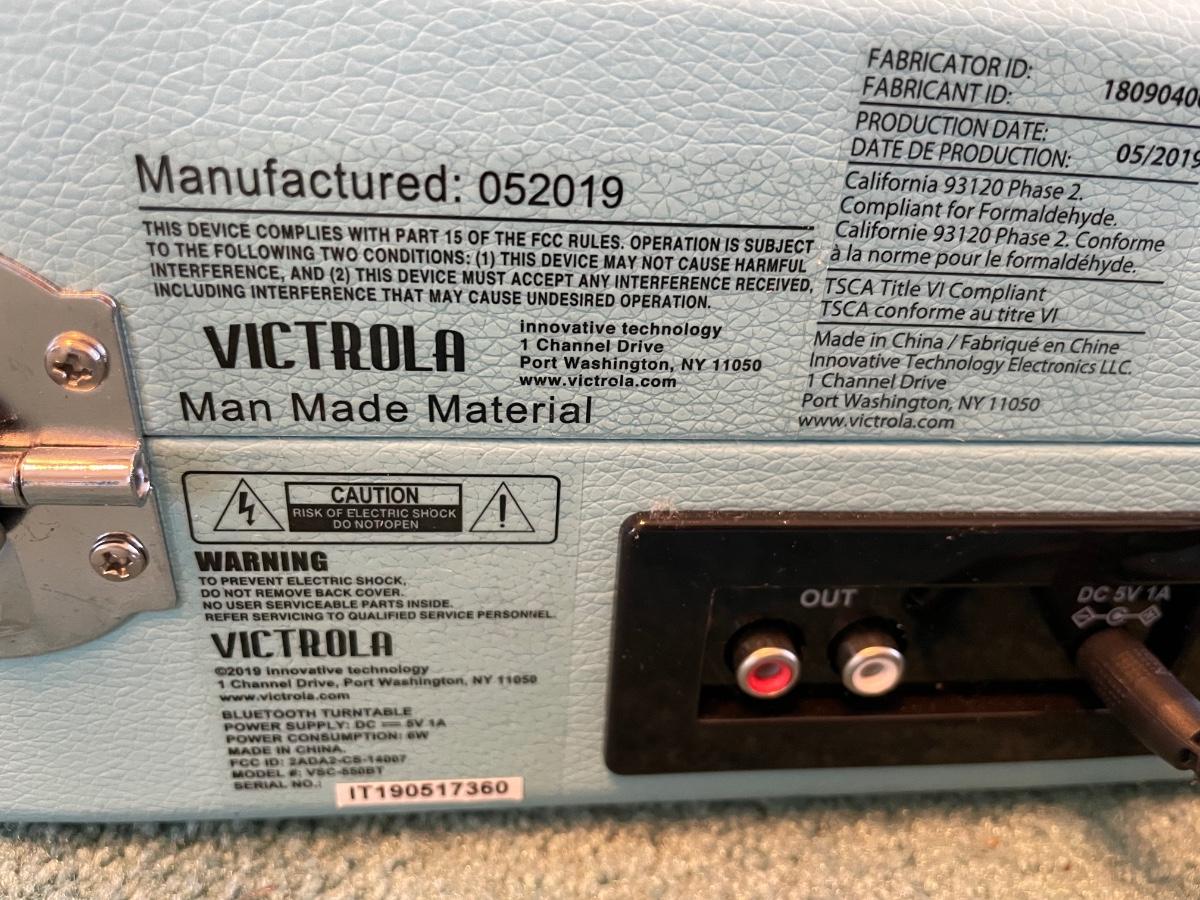 Manufactured: 052019
THIS DEVICE COMPLIES WITH PART 15 OF THE FCC RULES. OPERATION IS SUBJECT
TO THE FOLLOWING TWO CONDITIONS: (1) THIS DEVICE MAY NOT CAUSE HARMFUL
INTERFERENCE, AND (2) THIS DEVICE MUST ACCEPT ANY INTERFERENCE RECEIVED,
INCLUDING INTERFERENCE THAT MAY CAUSE UNDESIRED OPERATION.
VICTROLA
innovative technology
1 Channel Drive
Port Washington, NY 11050
www.victrola.com
Man Made Material
FABRICATOR ID:
FABRICANT ID: 1809040
PRODUCTION DATE:
DATE DE PRODUCTION: 05/2019
California 93120 Phase 2.
Compliant for Formaldehyde.
Californie 93120 Phase 2. Conforme
à la norme pour le formaldéhyde.
TSCA Title VI Compliant
TSCA conforme au titre VI
Made in China / Fabriqué en Chine
Innovative Technology Electronics LLC.
1 Channel Drive
Port Washington, NY 11050
www.victrola.com
CAUTION
RISK OF ELECTRIC SHOCK
DO NOT OPEN
WARNING
TO PREVENT ELECTRIC SHOCK,
DO NOT REMOVE BACK COVER.
NO USER SERVICEABLE PARTS INSIDE.
REFER SERVICING TO QUALIFIED SERVICE PERSONNEL.
VICTROLA
©2019 innovative technology
1 Channel Drive, Port Washington, NY 11050
www.victrola.com
BLUETOOTH TURNTABLE
POWER SUPPLY: DC ⎓ 5V 1A
POWER CONSUMPTION: 6W
MADE IN CHINA.
FCC ID: 2ADA2-CS-14007
MODEL #: VSC-550BT
SERIAL NO.: IT190517360
OUT
DC 5V 1A